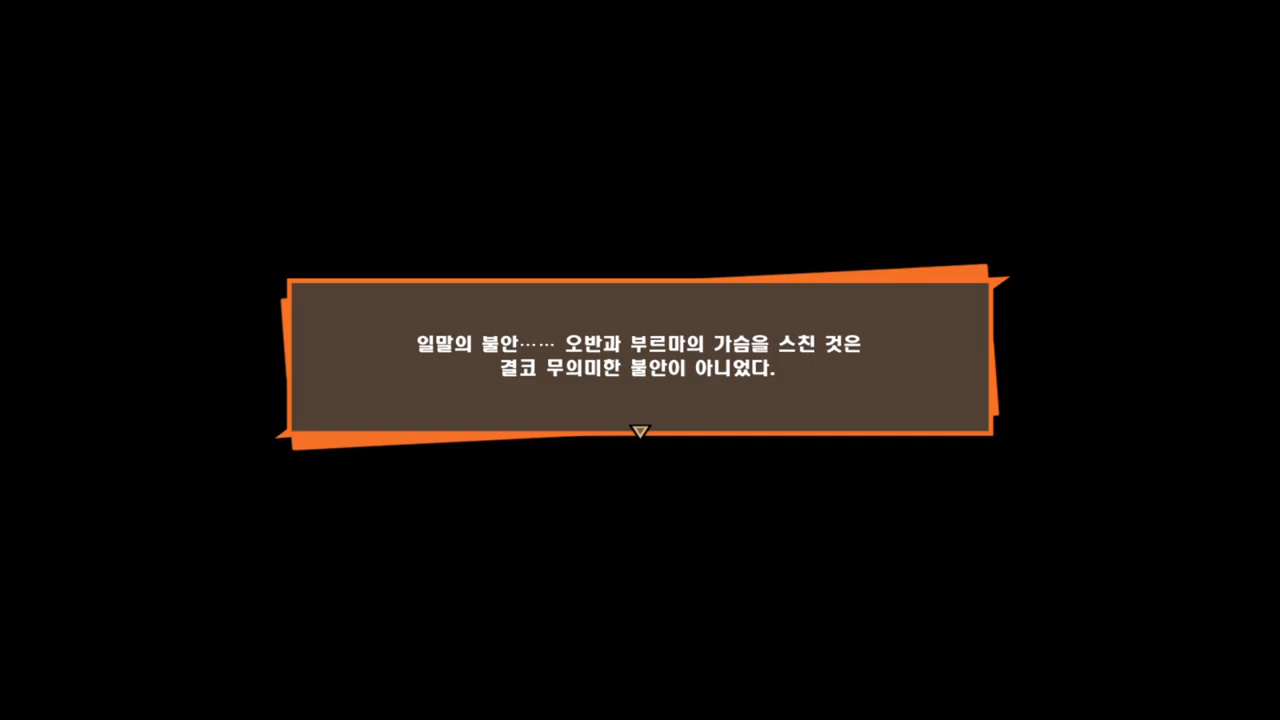 일말의 불안…… 오반과 부르마의 가슴을 스친 것은
결코 무의미한 불안이 아니었다.